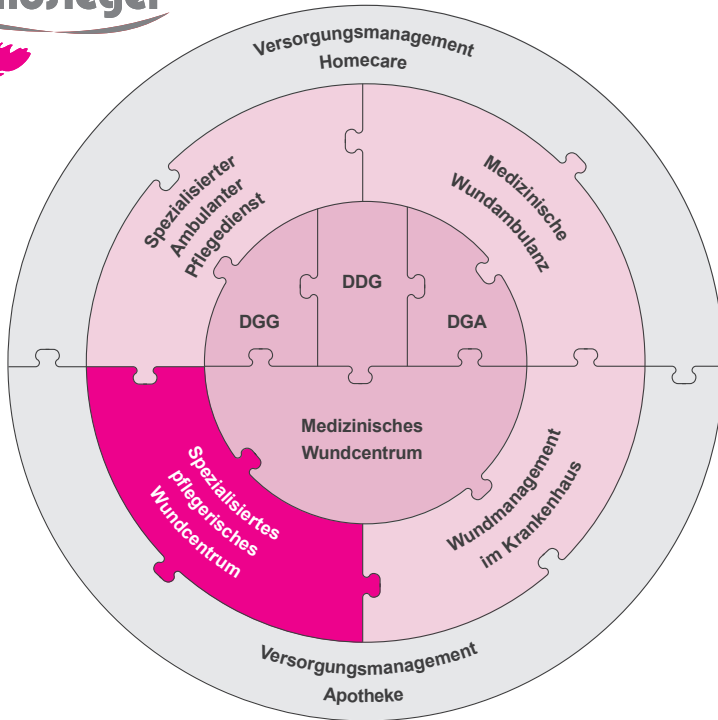 Versorgungsmanagement
Homecare
Spezialisierter
Ambulanter
Pflegedienst
Medizinische
Wundambulanz
DDG
DGG
DGA
Medizinisches
Wundcentrum
Spezialisiertes
pflegerisches
Wundcentrum
Wundmanagement
im Krankenhaus
Versorgungsmanagement
Apotheke